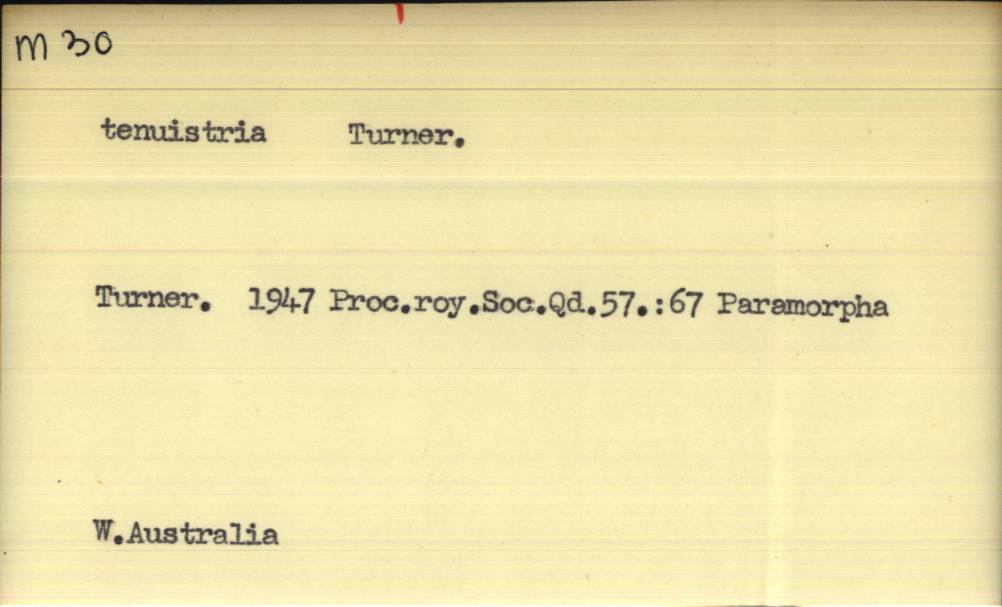 m 30
tenuistria Turner.
Turner. 1947 Proc.roy.Soc.Qd.57.:67 Paramorpha
W.Australia